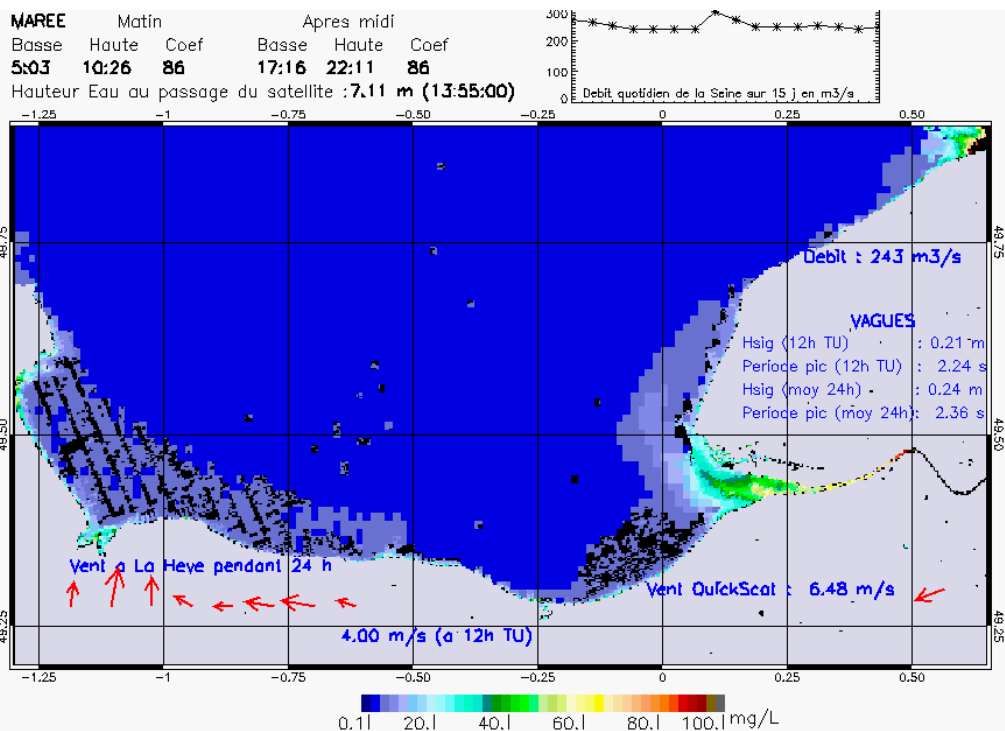 MAREE Matin Apres midi
Basse Haute Coef Basse Haute Coef
5:03 10:26 86 17:16 22:11 86
Hauteur Eau au passage du satellite : 7.11 m (13:55:00)
300
200
100
0
Debit quotidien de la Seine sur 15 j en m3/s
-1.25 -1 -0.75 -0.50 -0.25 0 0.25 0.50
49.75 49.75
Debit : 243 m3/s
VAGUES
Hsig (12h TU) : 0.21 m
Periode pic (12h TU) : 2.24 s
Hsig (moy 24h) : 0.24 m
Periode pic (moy 24h): 2.36 s
49.50 49.50
Vent a La Heve pendant 24 h
Vent QuickScat : 6.48 m/s
4.00 m/s (a 12h TU)
49.25 49.25
-1.25 -1 -0.75 -0.50 -0.25 0 0.25 0.50
0.1 20.1 40.1 60.1 80.1 100.1 mg/L